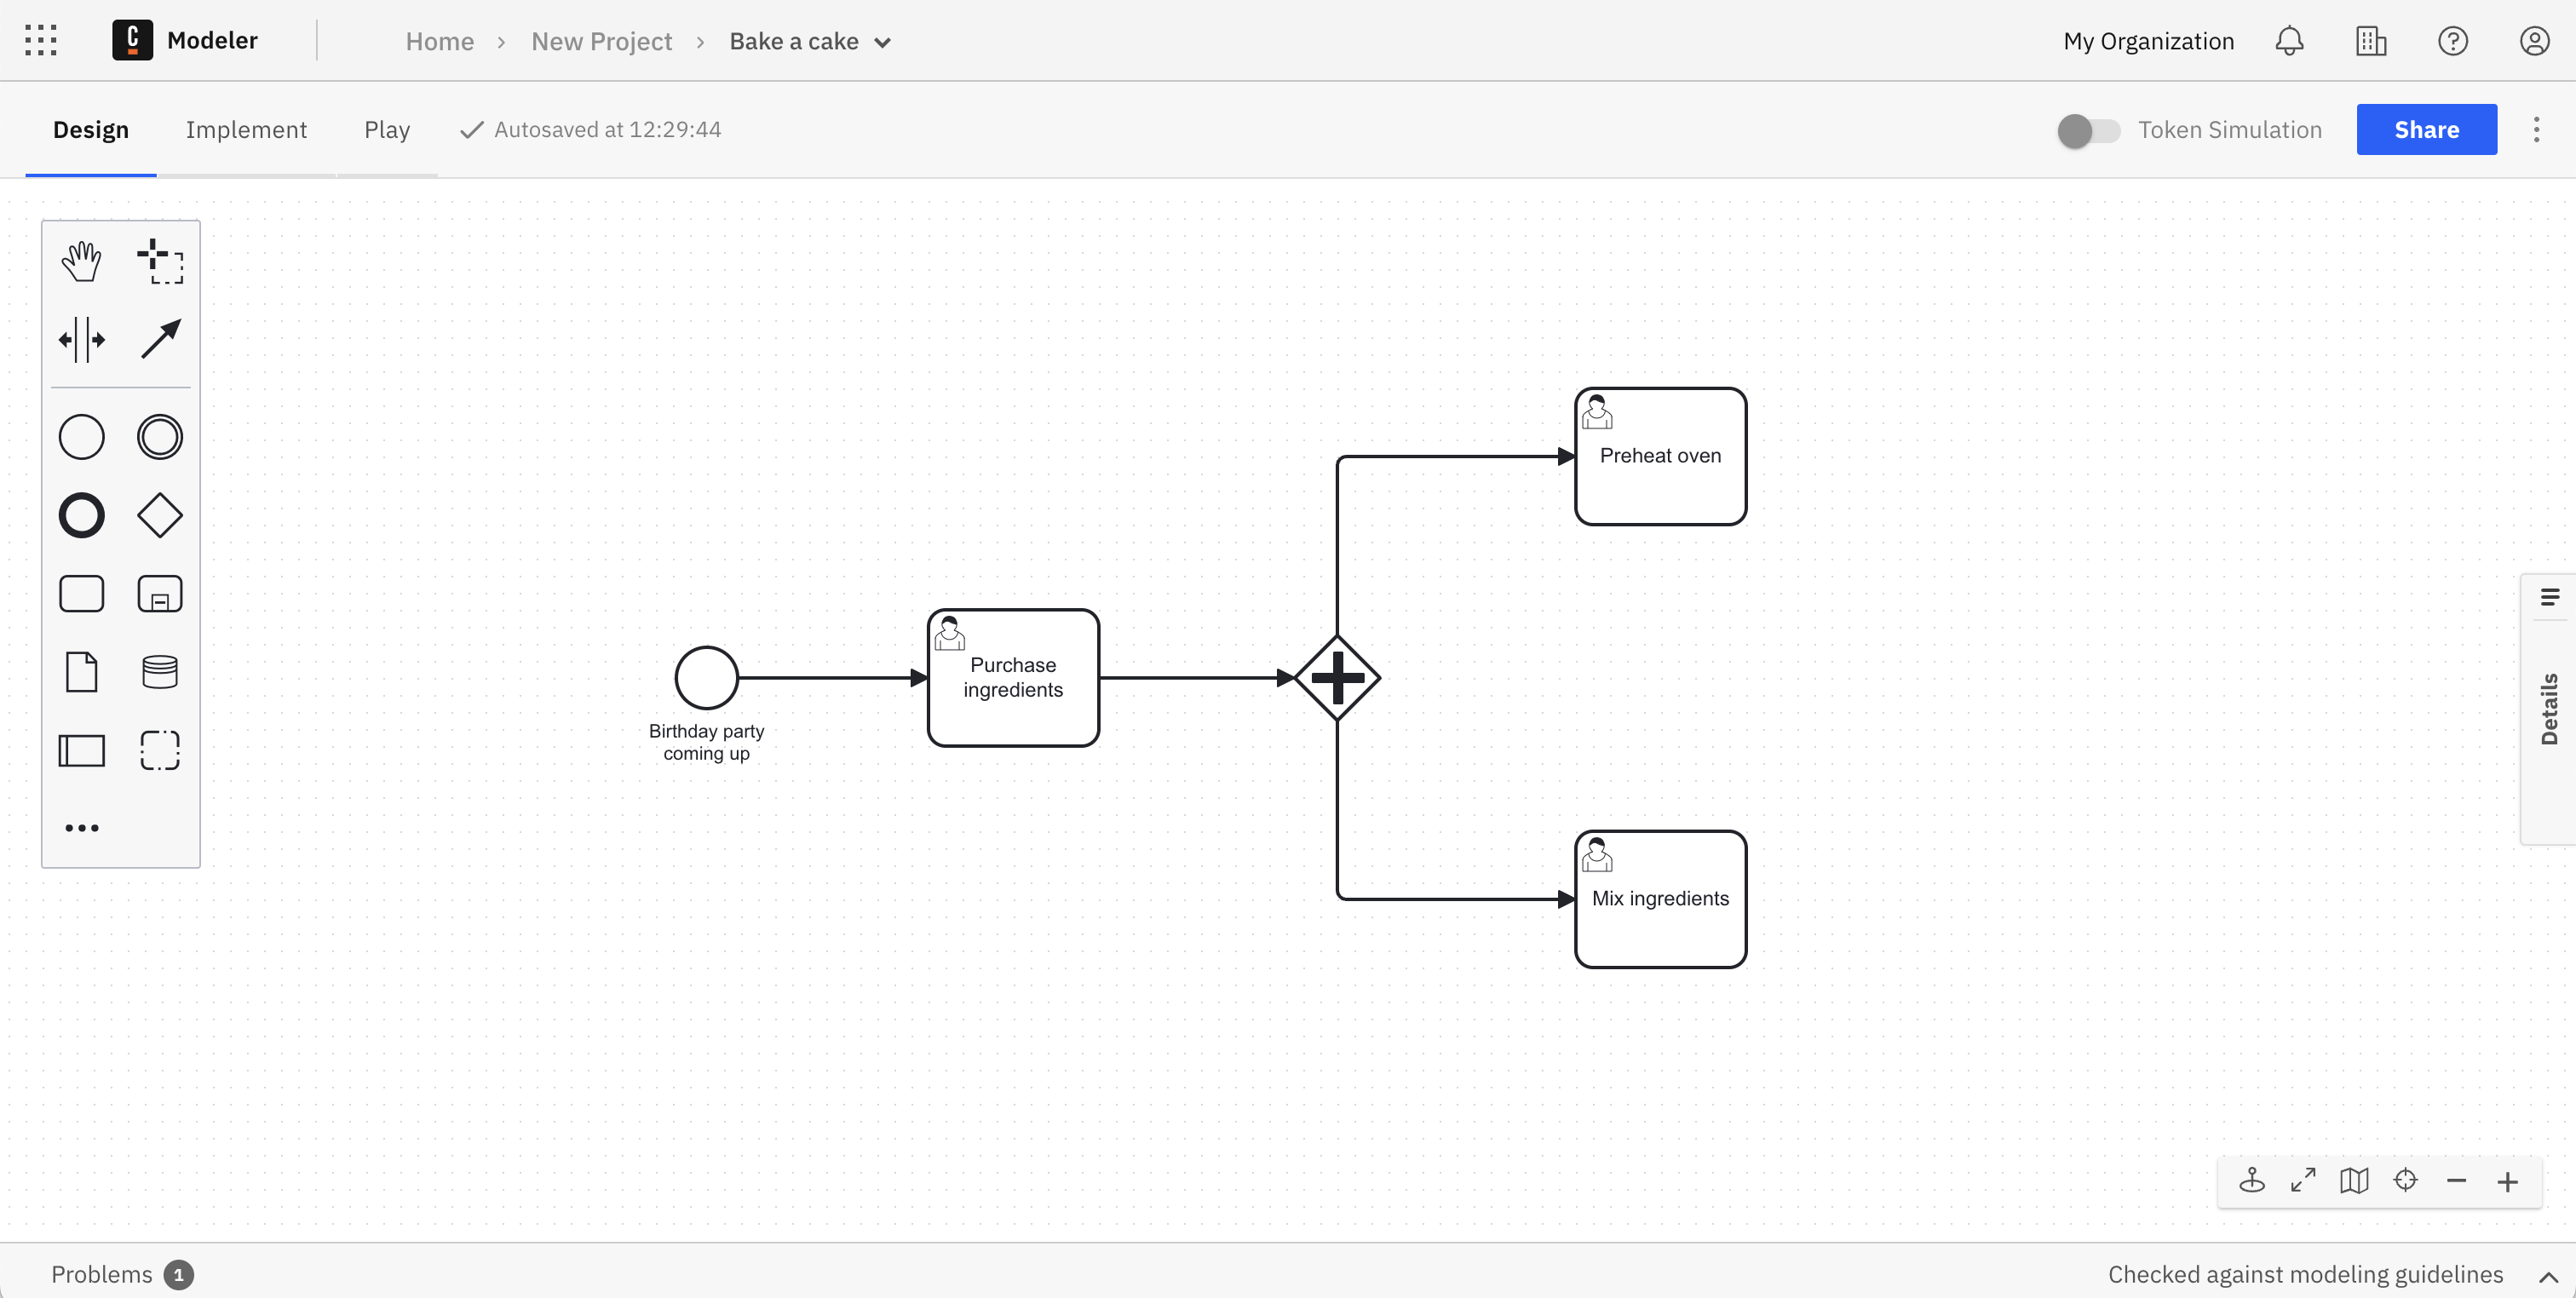 Modeler
Home > New Project > Bake a cake
My Organization
Design
Implement
Play
Autosaved at 12:29:44
Token Simulation
Share
Preheat oven
Purchase
ingredients
Birthday party
coming up
Mix ingredients
Details
Problems 1
Checked against modeling guidelines